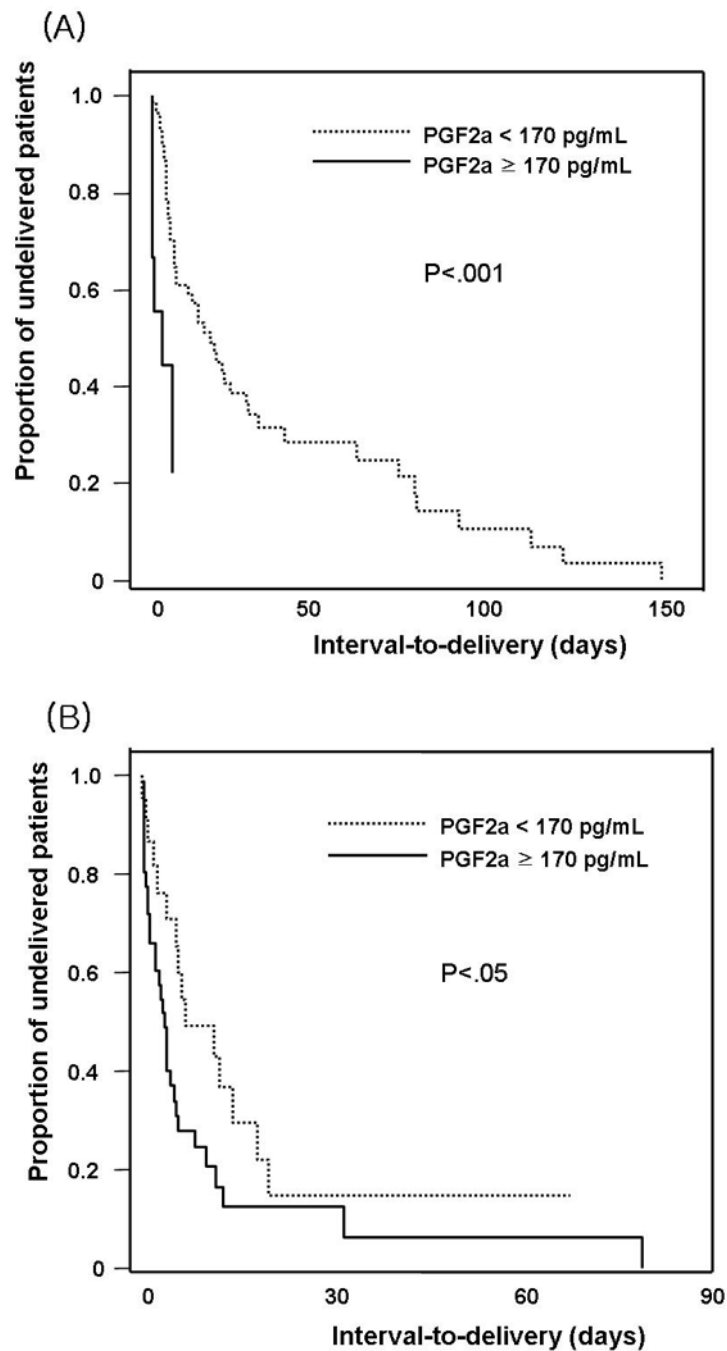 (A)
Proportion of undelivered patients
1.0
0.8
0.6
0.4
0.2
0
PGF2a < 170 pg/mL
PGF2a ≥ 170 pg/mL
P<.001
0 50 100 150
Interval-to-delivery (days)
(B)
Proportion of undelivered patients
1.0
0.8
0.6
0.4
0.2
0
PGF2a < 170 pg/mL
PGF2a ≥ 170 pg/mL
P<.05
0 30 60 90
Interval-to-delivery (days)